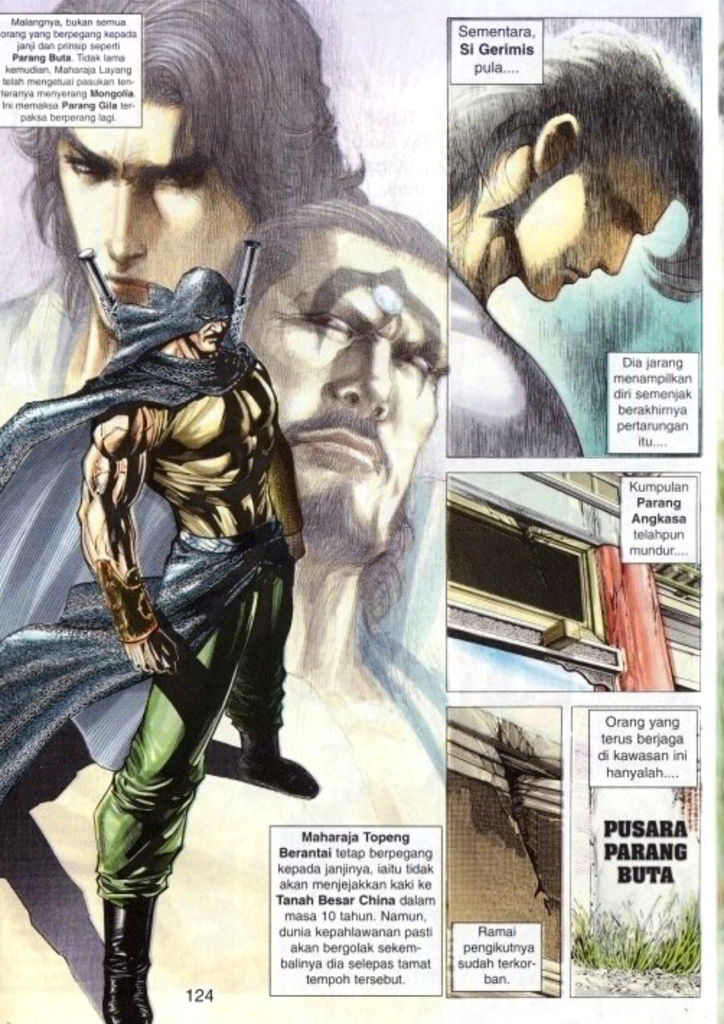 Malangnya, bukan semua
orang yang berpegang kepada
janji dan prinsip seperti
Parang Buta. Tidak lama
kemudian, Maharaja Layang
telah mengetuai pasukan ten-
teranya menyerang Mongolia.
Ini memaksa Parang Gila ter-
paksa berperang lagi.
Sementara,
Si Gerimis
pula....
Dia jarang
menampilkan
diri semenjak
berakhirnya
pertarungan
itu....
Kumpulan
Parang
Angkasa
telahpun
mundur....
Orang yang
terus berjaga
di kawasan ini
hanyalah....
PUSARA
PARANG
BUTA
Ramai
pengikutnya
sudah terkor-
ban.
Maharaja Topeng
Berantai tetap berpegang
kepada janjinya, iaitu tidak
akan menjejakkan kaki ke
Tanah Besar China dalam
masa 10 tahun. Namun,
dunia kepahlawanan pasti
akan bergolak sekem-
balinya dia selepas tamat
tempoh tersebut.
124